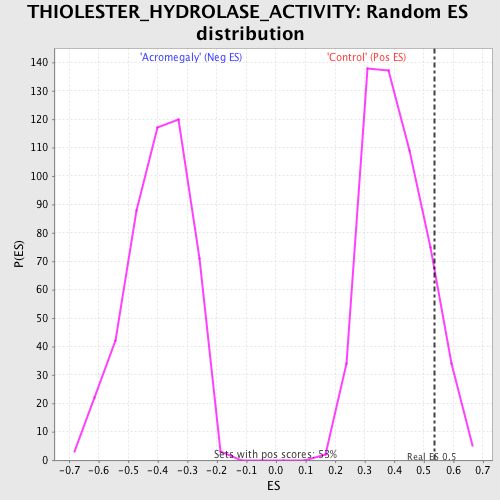 THIOLESTER_HYDROLASE_ACTIVITY: Random ES
distribution
'Acromegaly' (Neg ES) 'Control' (Pos ES)
140
130
120
110
100
90
80
70
60
50
40
30
20
10
0
P(ES)
Sets with pos scores: 53%
Real ES 0.5
-0.7 -0.6 -0.5 -0.4 -0.3 -0.2 -0.1 0.0 0.1 0.2 0.3 0.4 0.5 0.6 0.7
ES